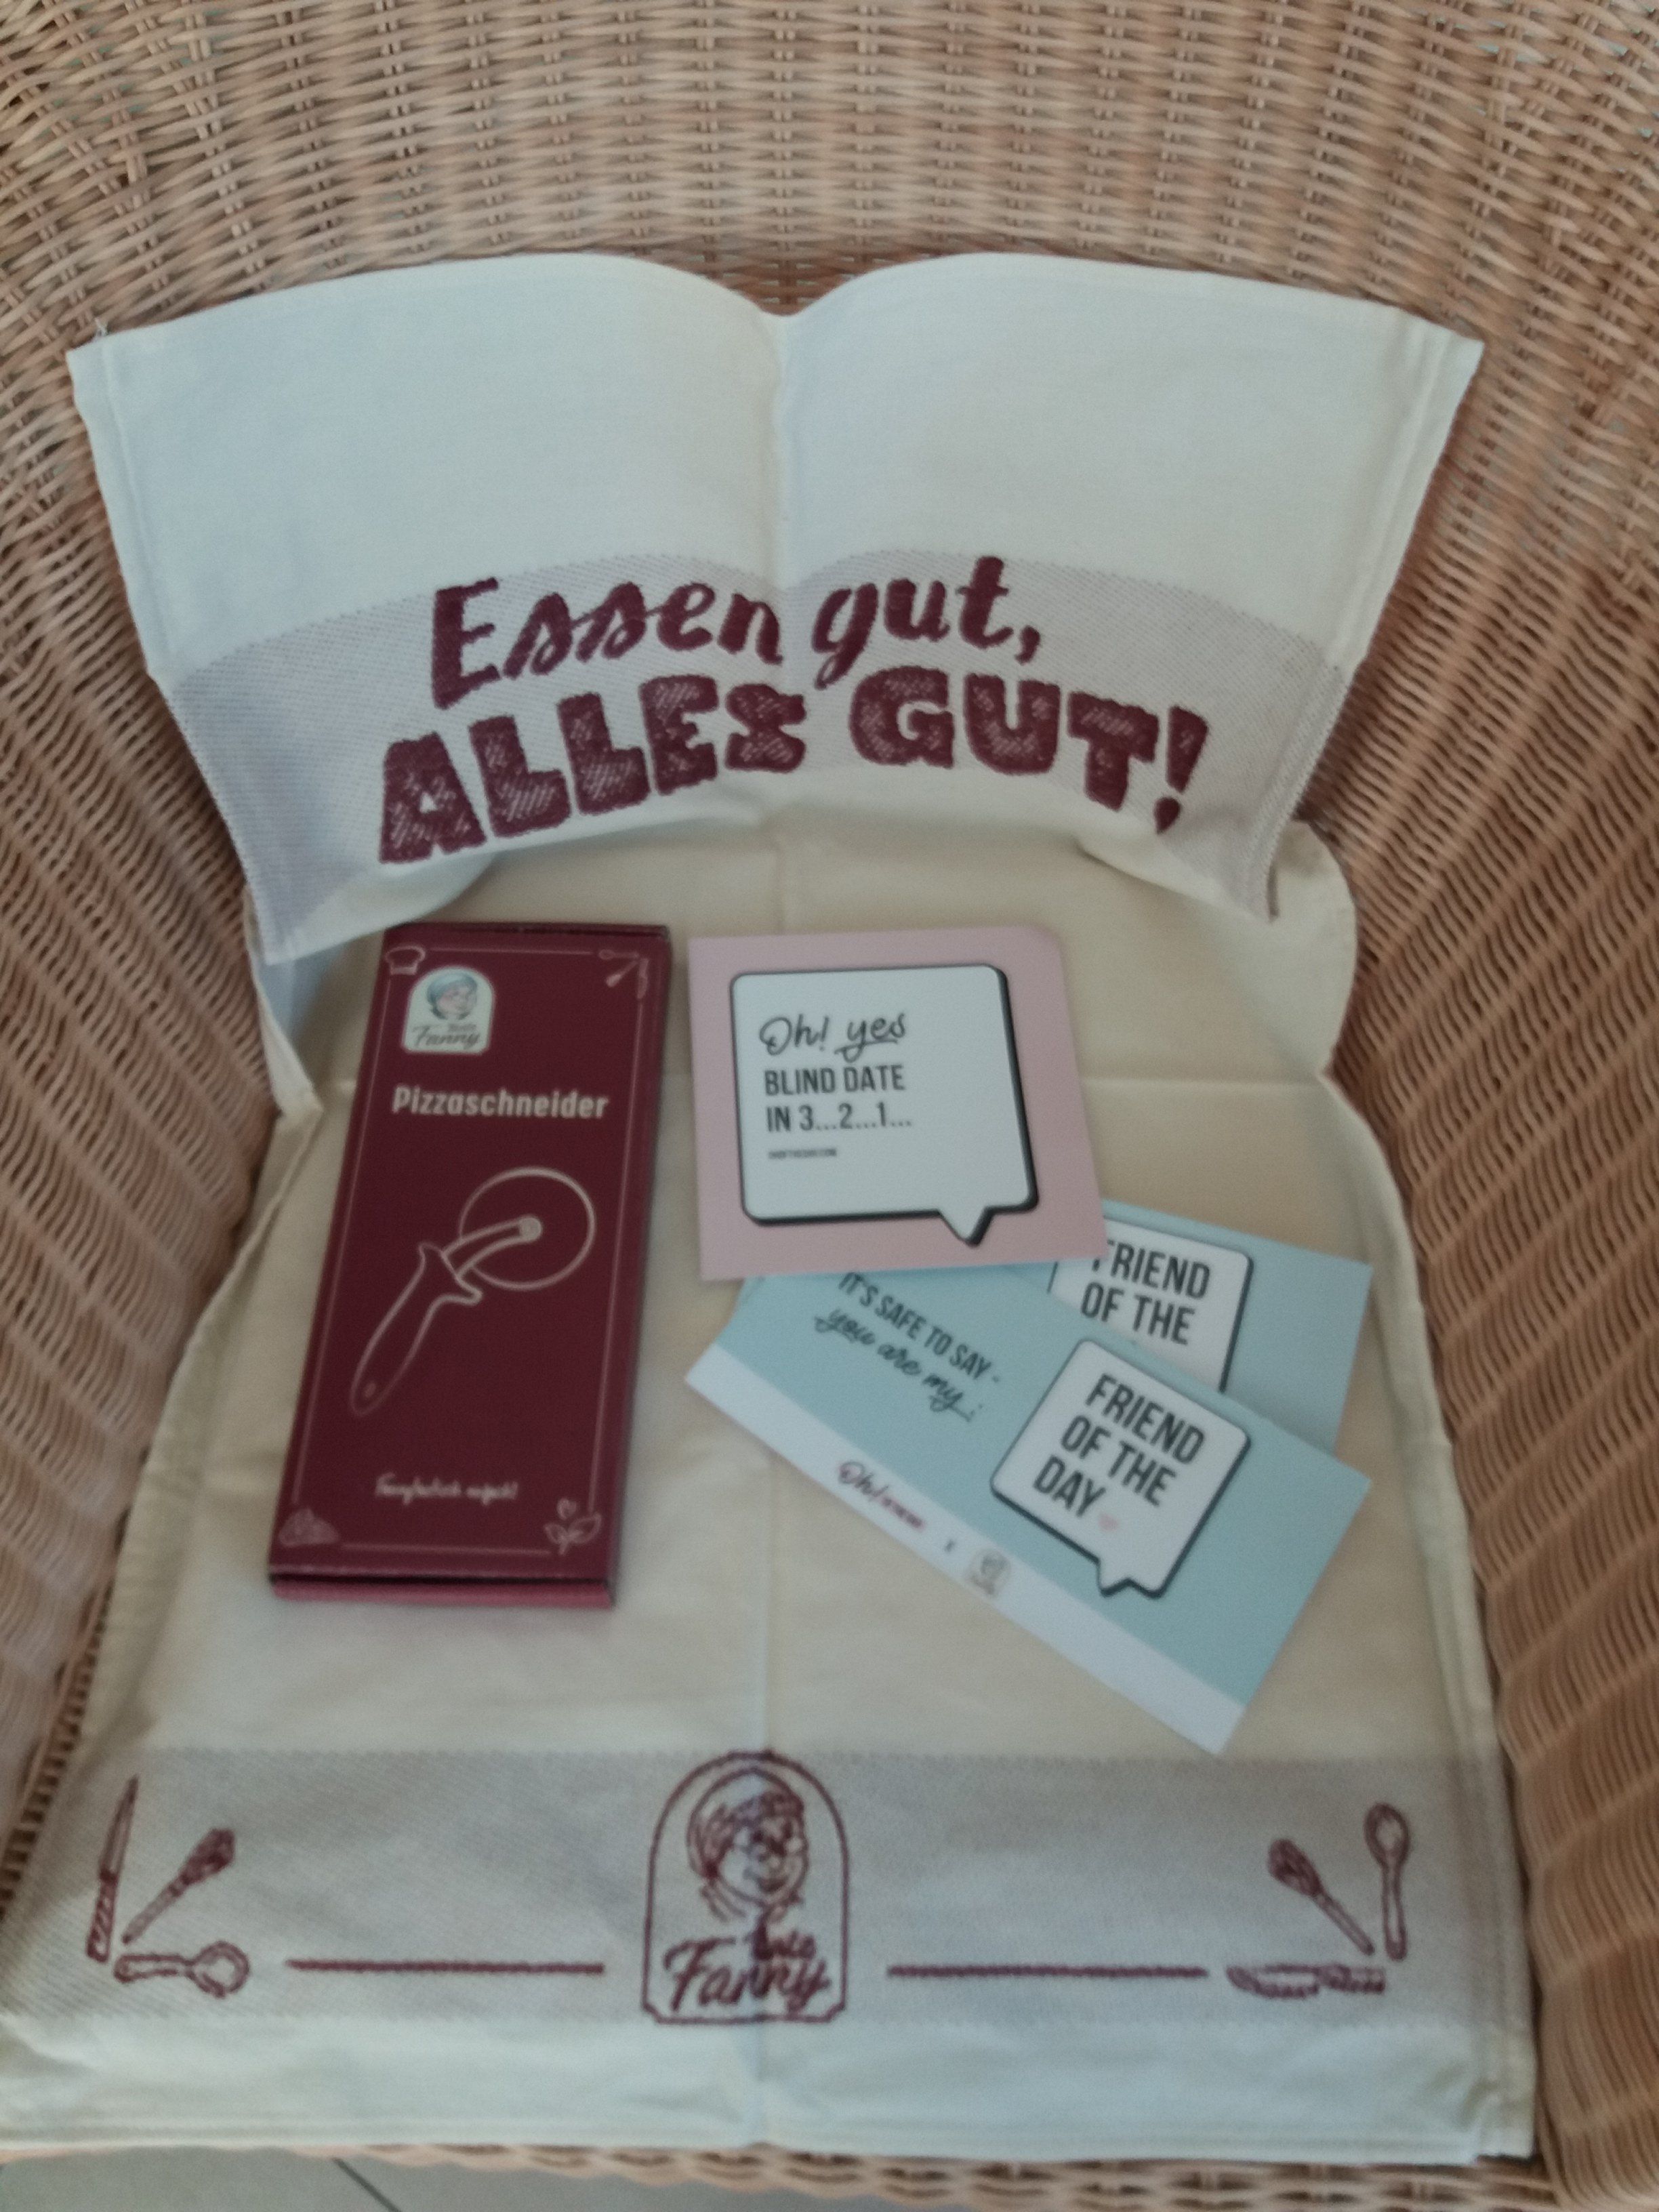 Essen gut,
ALLES GUT!
Tante
Fanny
Pizzaschneider
Oh! yes
BLIND DATE
IN 3...2...1...
FRIEND
OF THE
IT'S SAFE TO SAY -
you are my:
FRIEND
OF THE
DAY
Oh!
x
Tante
Fanny